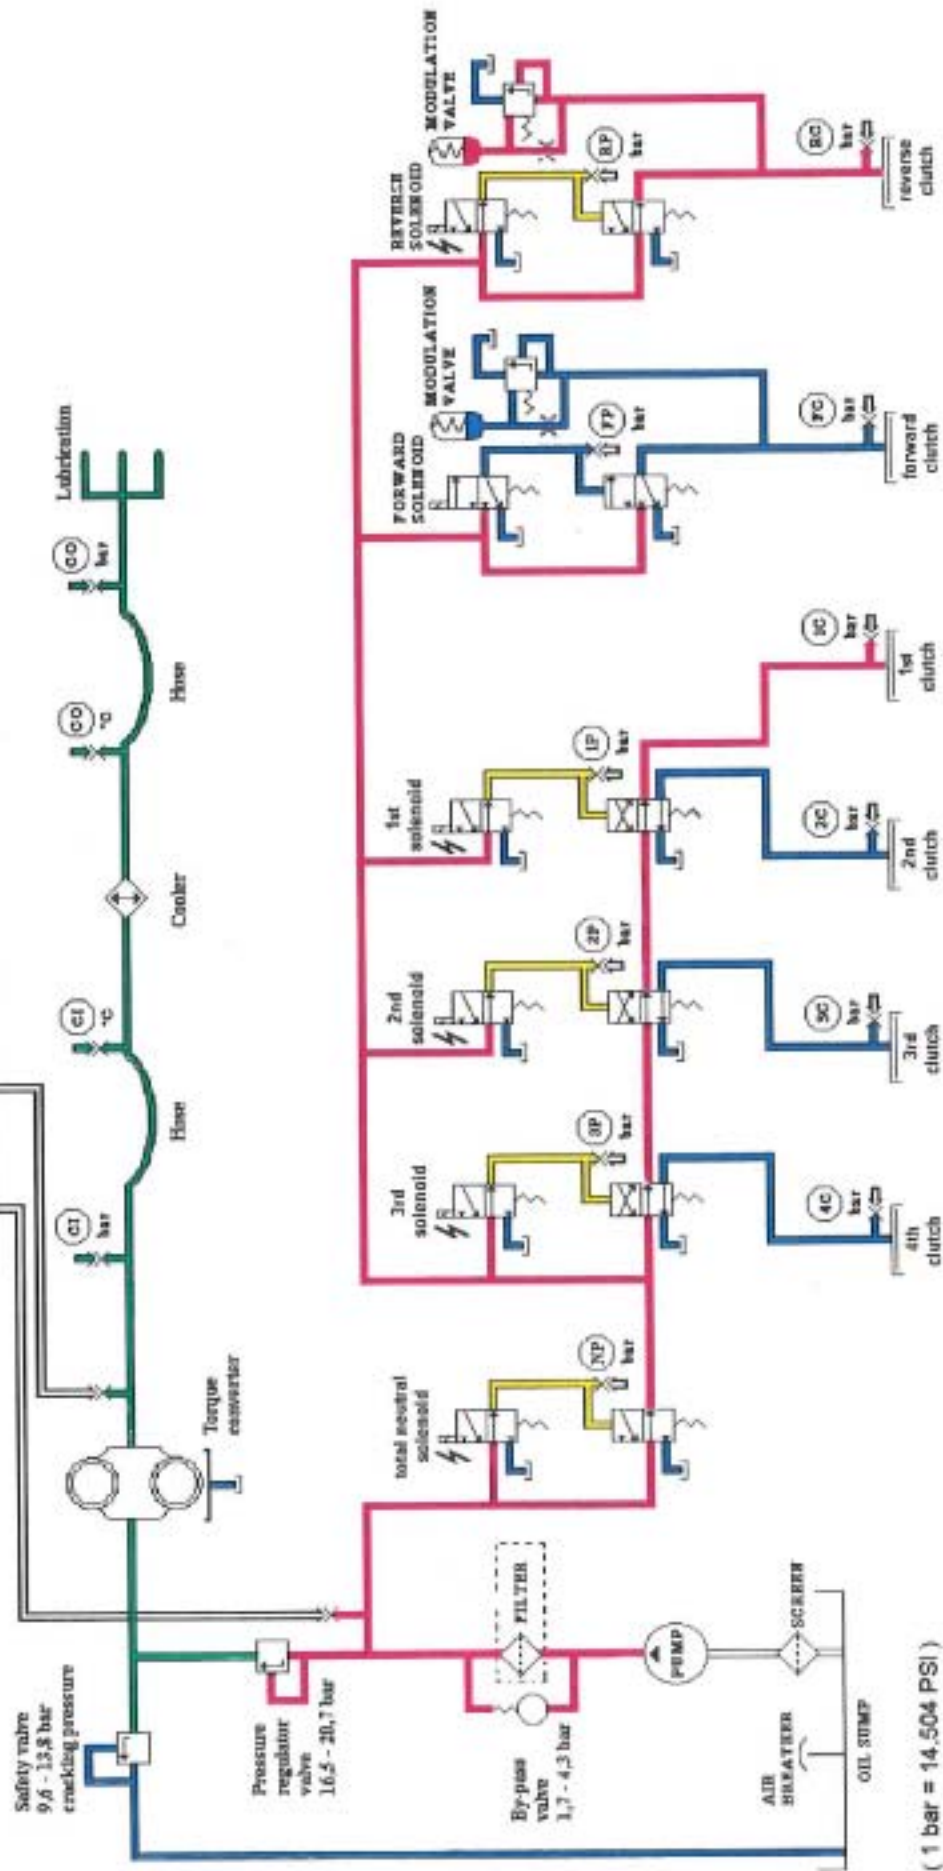 Safety valve
9,6 - 13,8 bar
cracking pressure
Torque
converter
CI
bar
Hose
CI
°C
Cooler
CO
°C
Hose
CO
bar
Lubrication
Pressure
regulator
valve
16,5 - 20,7 bar
By-pass
valve
1,7 - 4,3 bar
FILTER
PUMP
SCREEN
AIR
BREATHER
OIL SUMP
total neutral
solenoid
NP
bar
3rd
solenoid
3P
bar
2nd
solenoid
2P
bar
1st
solenoid
1P
bar
FORWARD
SOLENOID
MODULATION
VALVE
FP
bar
REVERSE
SOLENOID
MODULATION
VALVE
RP
bar
4C
bar
4th
clutch
3C
bar
3rd
clutch
2C
bar
2nd
clutch
1C
bar
1st
clutch
FC
bar
forward
clutch
RC
bar
reverse
clutch
( 1 bar = 14.504 PSI )